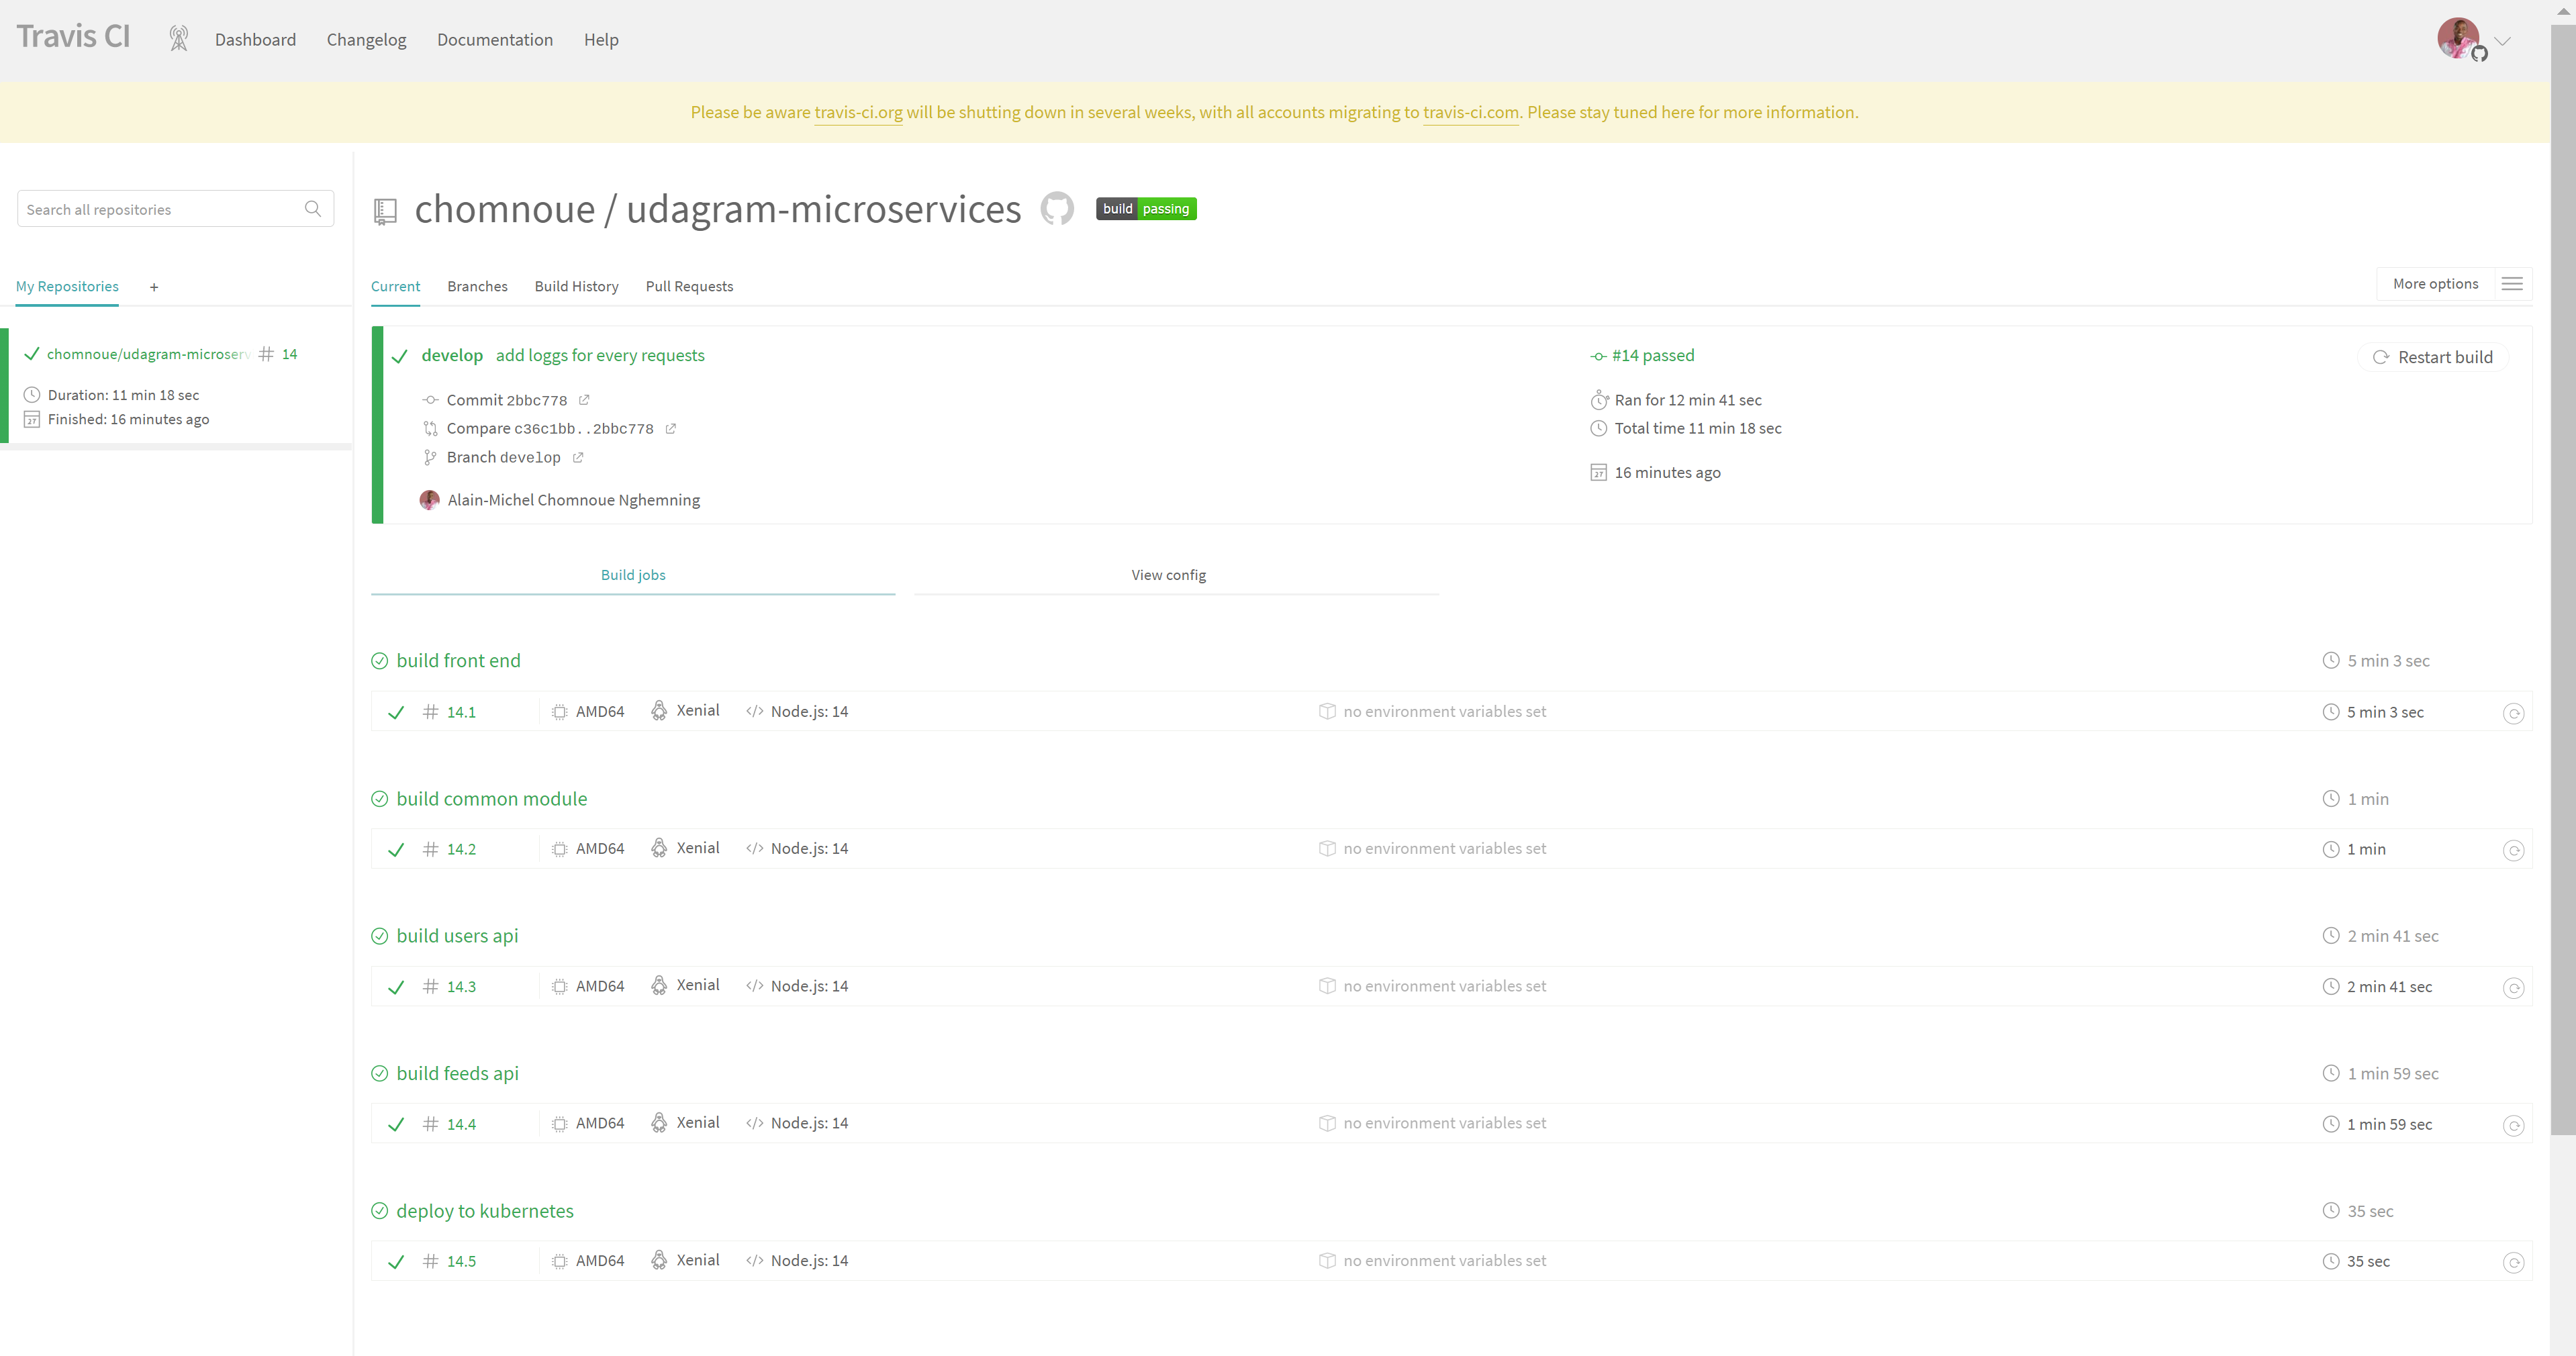 Travis CI
Dashboard
Changelog
Documentation
Help
Please be aware travis-ci.org will be shutting down in several weeks, with all accounts migrating to travis-ci.com. Please stay tuned here for more information.
Search all repositories
My Repositories +
chomnoue/udagram-microserv # 14
Duration: 11 min 18 sec
Finished: 16 minutes ago
chomnoue / udagram-microservices
build passing
Current
Branches
Build History
Pull Requests
More options
develop add loggs for every requests
Commit 2bbc778
Compare c36c1bb..2bbc778
Branch develop
Alain-Michel Chomnoue Nghemning
#14 passed
Ran for 12 min 41 sec
Total time 11 min 18 sec
16 minutes ago
Restart build
Build jobs
View config
build front end 5 min 3 sec
# 14.1 AMD64 Xenial </> Node.js: 14 no environment variables set 5 min 3 sec
build common module 1 min
# 14.2 AMD64 Xenial </> Node.js: 14 no environment variables set 1 min
build users api 2 min 41 sec
# 14.3 AMD64 Xenial </> Node.js: 14 no environment variables set 2 min 41 sec
build feeds api 1 min 59 sec
# 14.4 AMD64 Xenial </> Node.js: 14 no environment variables set 1 min 59 sec
deploy to kubernetes 35 sec
# 14.5 AMD64 Xenial </> Node.js: 14 no environment variables set 35 sec